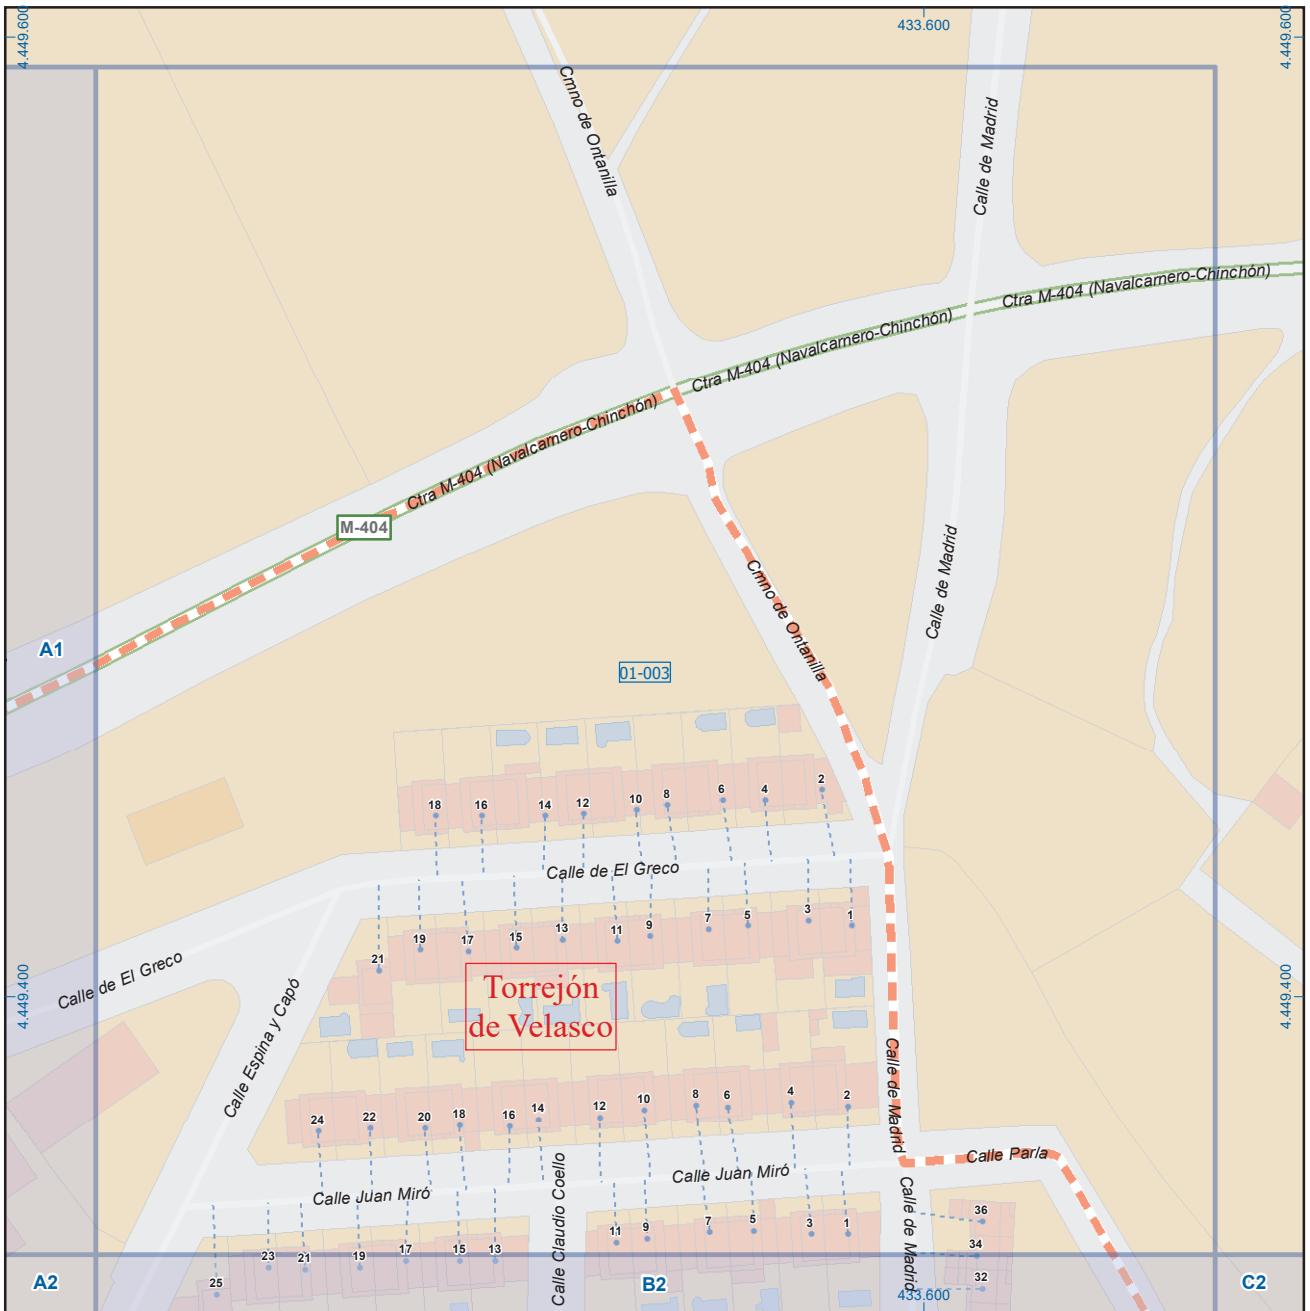 4.449.600
433.600
4.449.600
Cmno de Ontanilla
Calle de Madrid
Ctra M-404 (Navalcarnero-Chinchón)
Ctra M-404 (Navalcarnero-Chinchón)
Ctra M-404 (Navalcarnero-Chinchón)
M-404
Calle de Madrid
Cmno de Ontanilla
A1
01-003
18
16
14
12
10
8
6
4
2
Calle de El Greco
21
19
17
15
13
11
9
7
5
3
1
Calle de El Greco
4.449.400
Calle Espina y Capó
Torrejón
de Velasco
4.449.400
Calle de Madrid
24
22
20
18
16
14
12
10
8
6
4
2
Calle Parla
Calle Juan Miró
Calle Juan Miró
Calle Claudio Coello
Calle de Madrid
36
34
32
25
23
21
19
17
15
13
11
9
7
5
3
1
A2
B2
433.600
C2